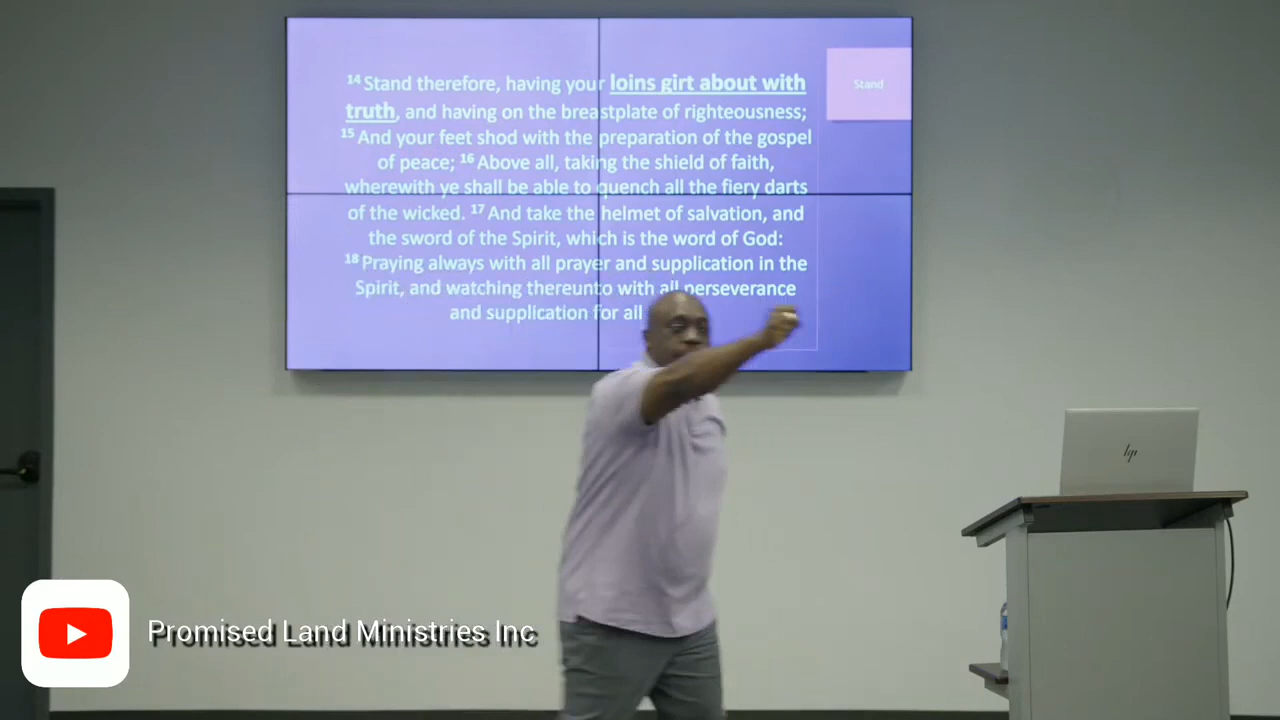 14 Stand therefore, having your loins girt about with
truth, and having on the breastplate of righteousness;
15 And your feet shod with the preparation of the gospel
of peace; 16 Above all, taking the shield of faith,
wherewith ye shall be able to quench all the fiery darts
of the wicked. 17 And take the helmet of salvation, and
the sword of the Spirit, which is the word of God:
18 Praying always with all prayer and supplication in the
Spirit, and watching thereunto with all perseverance
and supplication for all
Stand
hp
Promised Land Ministries Inc